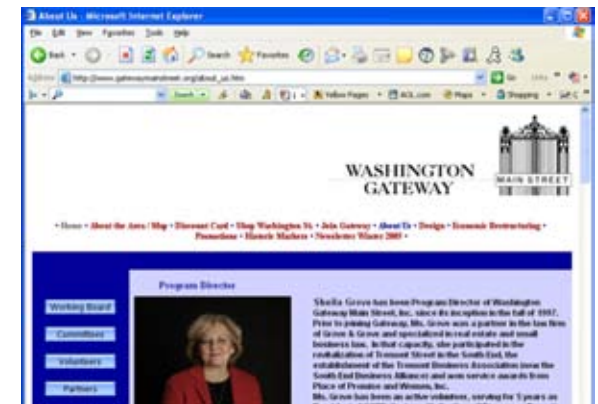 About Us - Microsoft Internet Explorer
File Edit View Favorites Tools Help
Back Search Favorites
Address http://www.gatewaymainstreet.org/about_us.htm Go Links
Search Yellow Pages AOL.com Maps Shopping
WASHINGTON
GATEWAY
MAIN STREET
• Home • About the Area / Map • Discount Card • Shop Washington St. • Join Gateway • About Us • Design • Economic Restructuring •
Promotions • Historic Markers • Newsletter Winter 2005 •
Program Director
Working Board
Committees
Volunteers
Partners
Sheila Grove has been Program Director of Washington
Gateway Main Street, Inc. since its inception in the fall of 1997.
Prior to joining Gateway, Ms. Grove was a partner in the law firm
of Grove & Grove and specialized in real estate and small
business law. In that capacity, she participated in the
revitalization of Tremont Street in the South End, the
establishment of the Tremont Business Association (now the
South End Business Alliance) and won service awards from
Place of Promise and Women, Inc.
Ms. Grove has been an active volunteer, serving for 5 years as